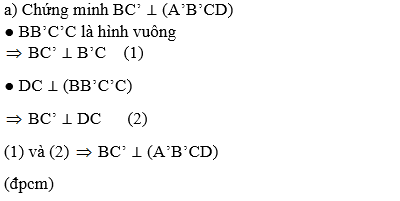 a) Chứng minh BC’ ⊥ (A’B’CD)
● BB’C’C là hình vuông
⇒ BC’ ⊥ B’C (1)
● DC ⊥ (BB’C’C)
⇒ BC’ ⊥ DC (2)
(1) và (2) ⇒ BC’ ⊥ (A’B’CD)
(đpcm)